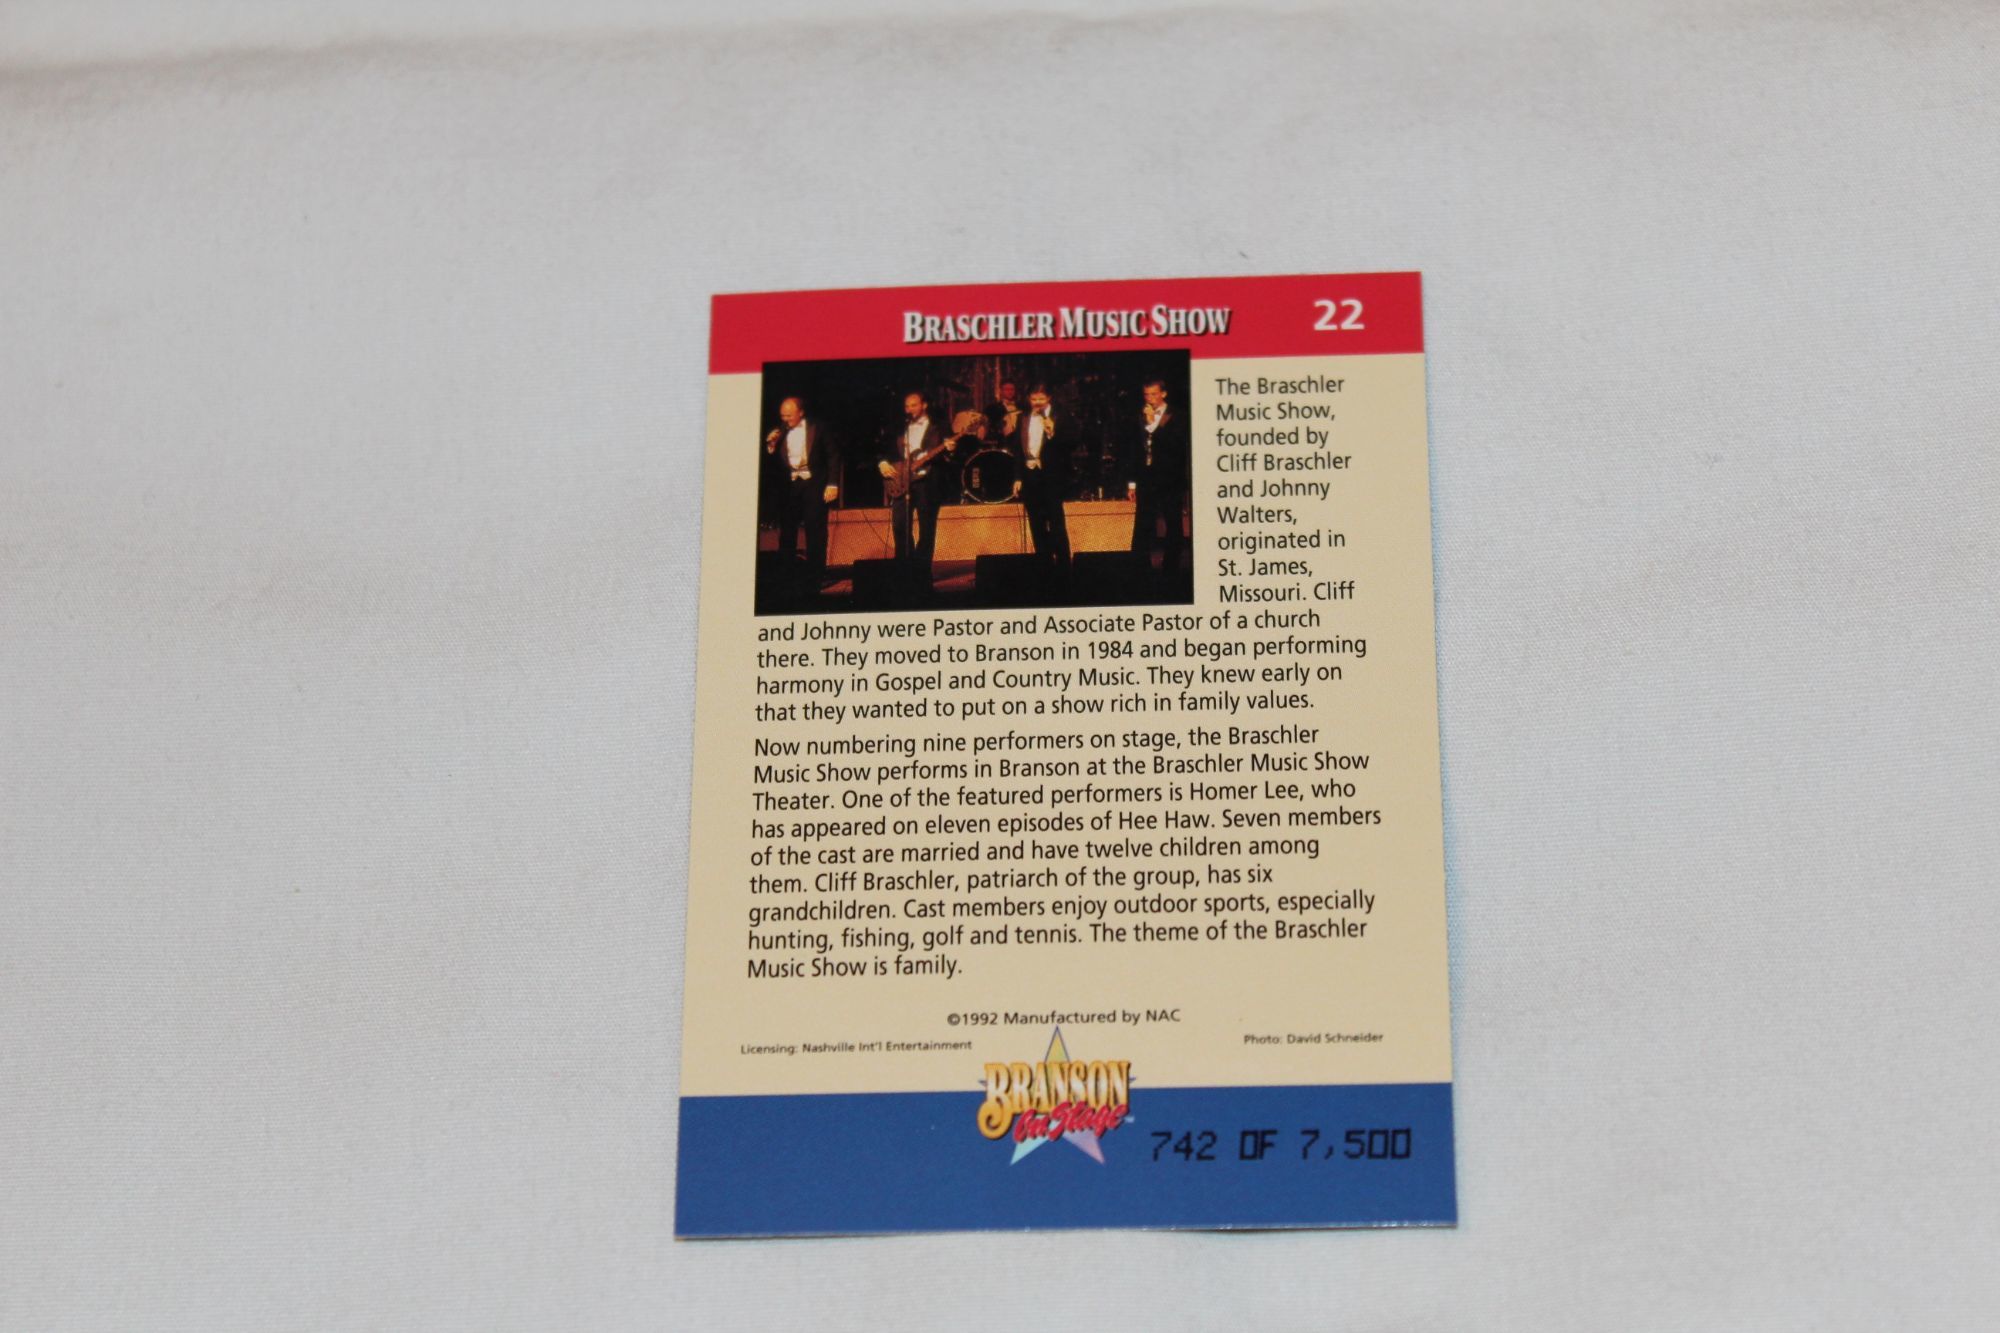 BRASCHLER MUSIC SHOW 22
The Braschler
Music Show,
founded by
Cliff Braschler
and Johnny
Walters,
originated in
St. James,
Missouri. Cliff
and Johnny were Pastor and Associate Pastor of a church
there. They moved to Branson in 1984 and began performing
harmony in Gospel and Country Music. They knew early on
that they wanted to put on a show rich in family values.
Now numbering nine performers on stage, the Braschler
Music Show performs in Branson at the Braschler Music Show
Theater. One of the featured performers is Homer Lee, who
has appeared on eleven episodes of Hee Haw. Seven members
of the cast are married and have twelve children among
them. Cliff Braschler, patriarch of the group, has six
grandchildren. Cast members enjoy outdoor sports, especially
hunting, fishing, golf and tennis. The theme of the Braschler
Music Show is family.
©1992 Manufactured by NAC
Licensing: Nashville Int'l Entertainment
Photo: David Schneider
BRANSON
On Stage™
742 OF 7,500